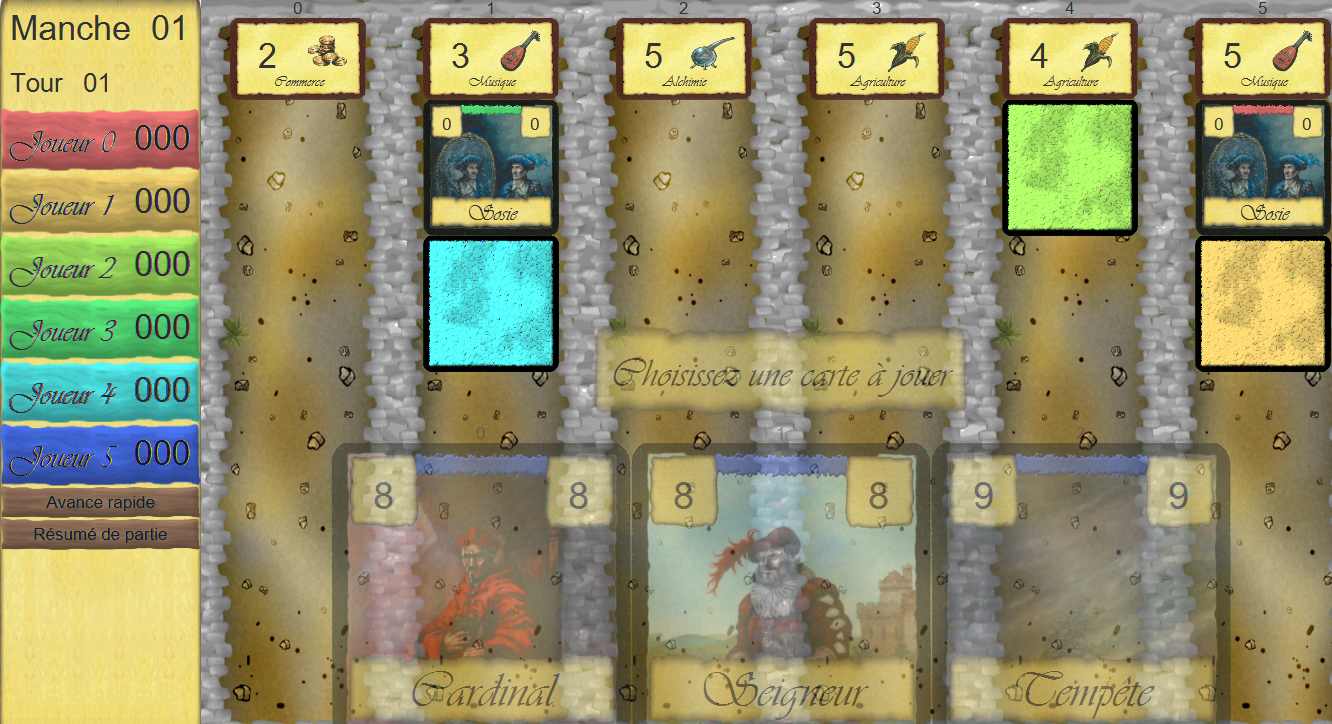 Manche 01
Tour 01
Joueur 0 000
Joueur 1 000
Joueur 2 000
Joueur 3 000
Joueur 4 000
Joueur 5 000
Avance rapide
Résumé de partie
0 1 2 3 4 5
2 Commerce
3 Musique
5 Alchimie
5 Agriculture
4 Agriculture
5 Musique
0 0
Sosie
0 0
Sosie
Choisissez une carte à jouer
0 1
8 8
Cardinal
8 8
Seigneur
9 9
Tempête